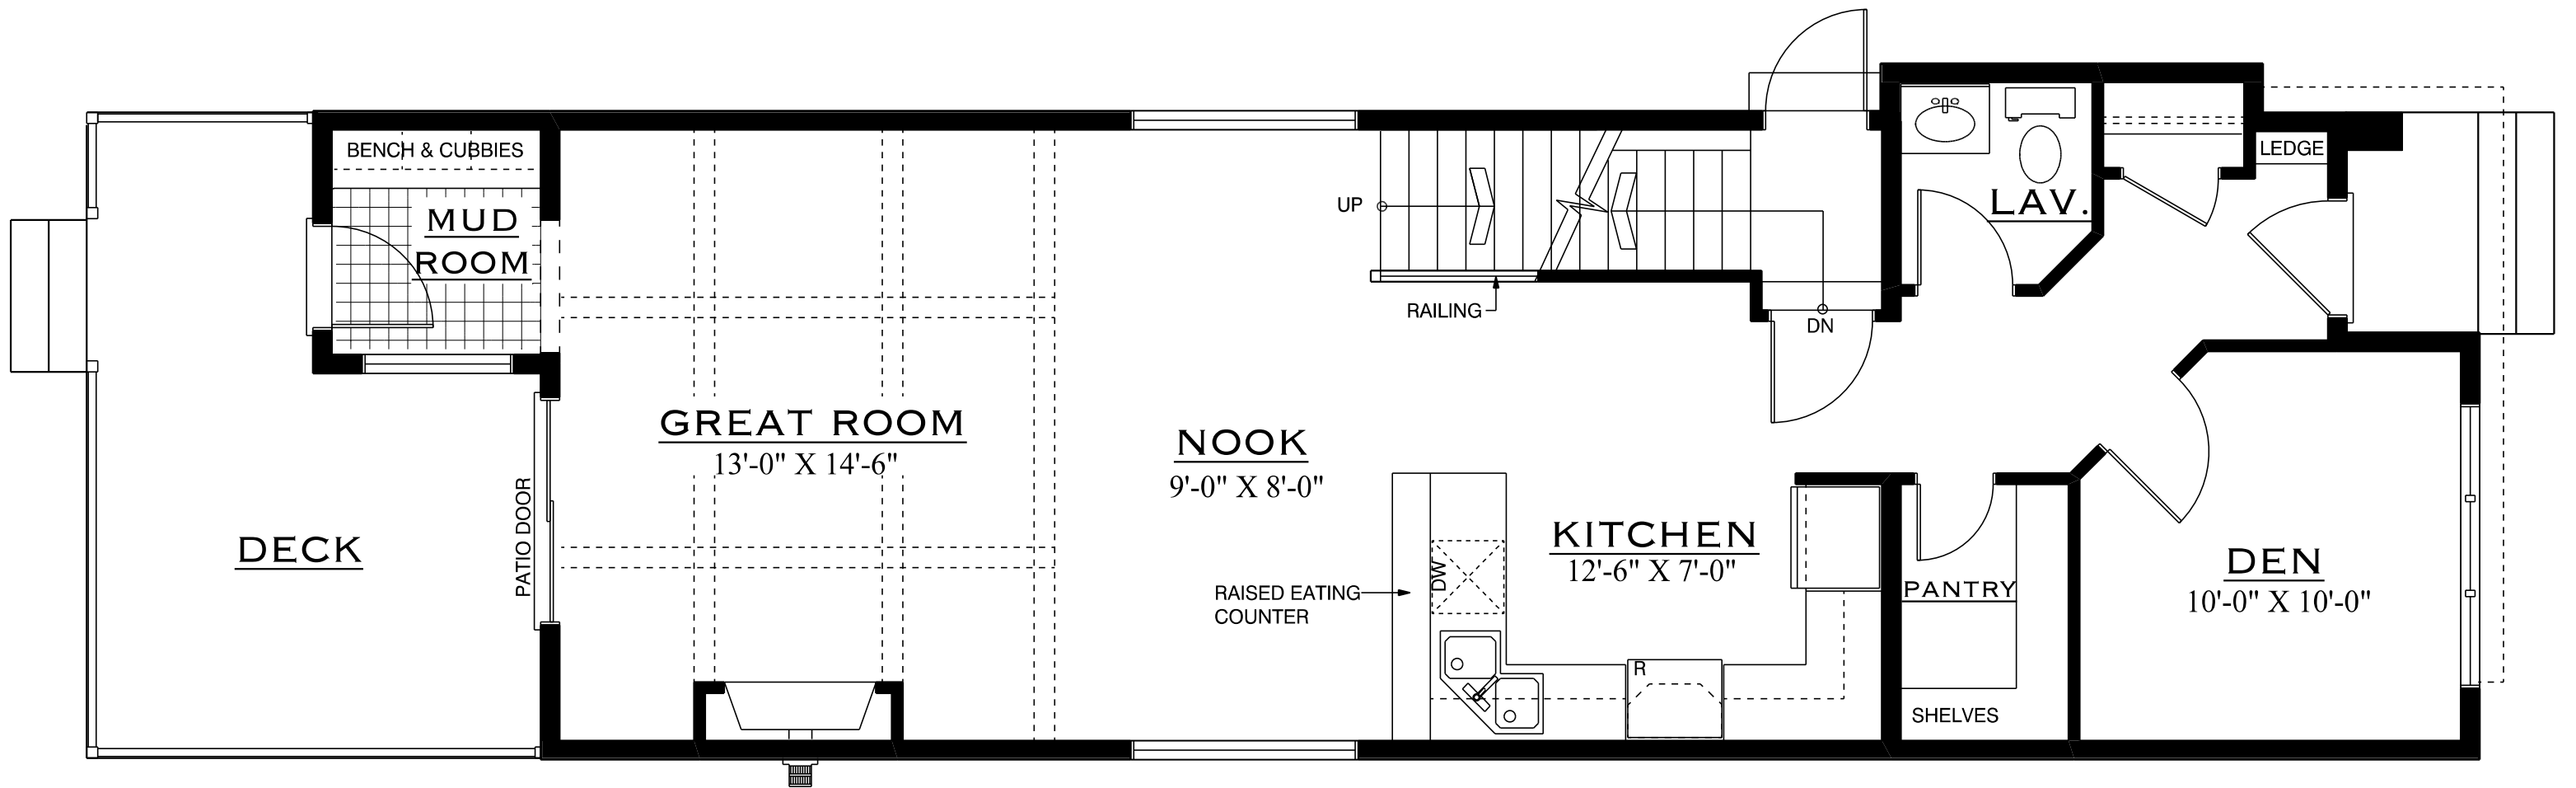 BENCH & CUBBIES
MUD
ROOM
DECK
PATIO DOOR
GREAT ROOM
13'-0" X 14'-6"
NOOK
9'-0" X 8'-0"
UP
RAILING
DN
RAISED EATING
COUNTER
DW
KITCHEN
12'-6" X 7'-0"
R
LAV.
LEDGE
PANTRY
SHELVES
DEN
10'-0" X 10'-0"